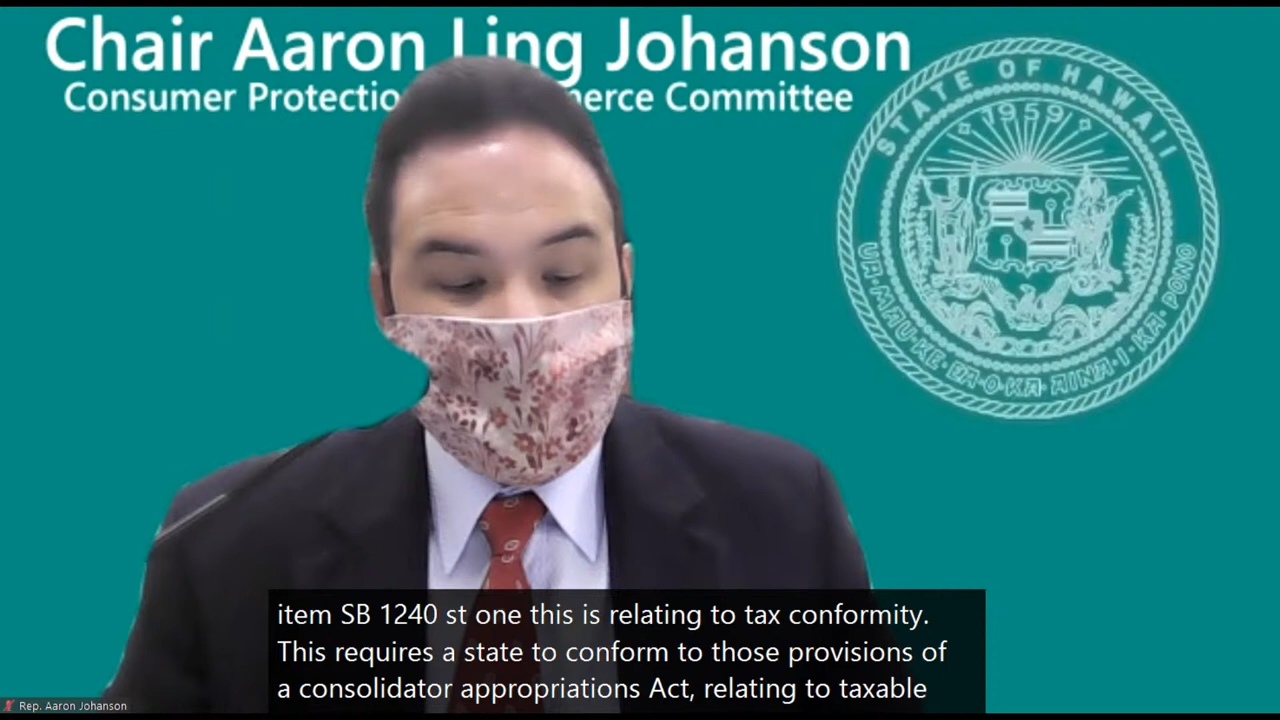 Chair Aaron Ling Johanson
Consumer Protectio erce Committee
STATE OF HAWAII
1959
UA·MAU·KE·EA·O·KA·AINA·I·KA·PONO
item SB 1240 st one this is relating to tax conformity.
This requires a state to conform to those provisions of
a consolidator appropriations Act, relating to taxable
Rep. Aaron Johanson